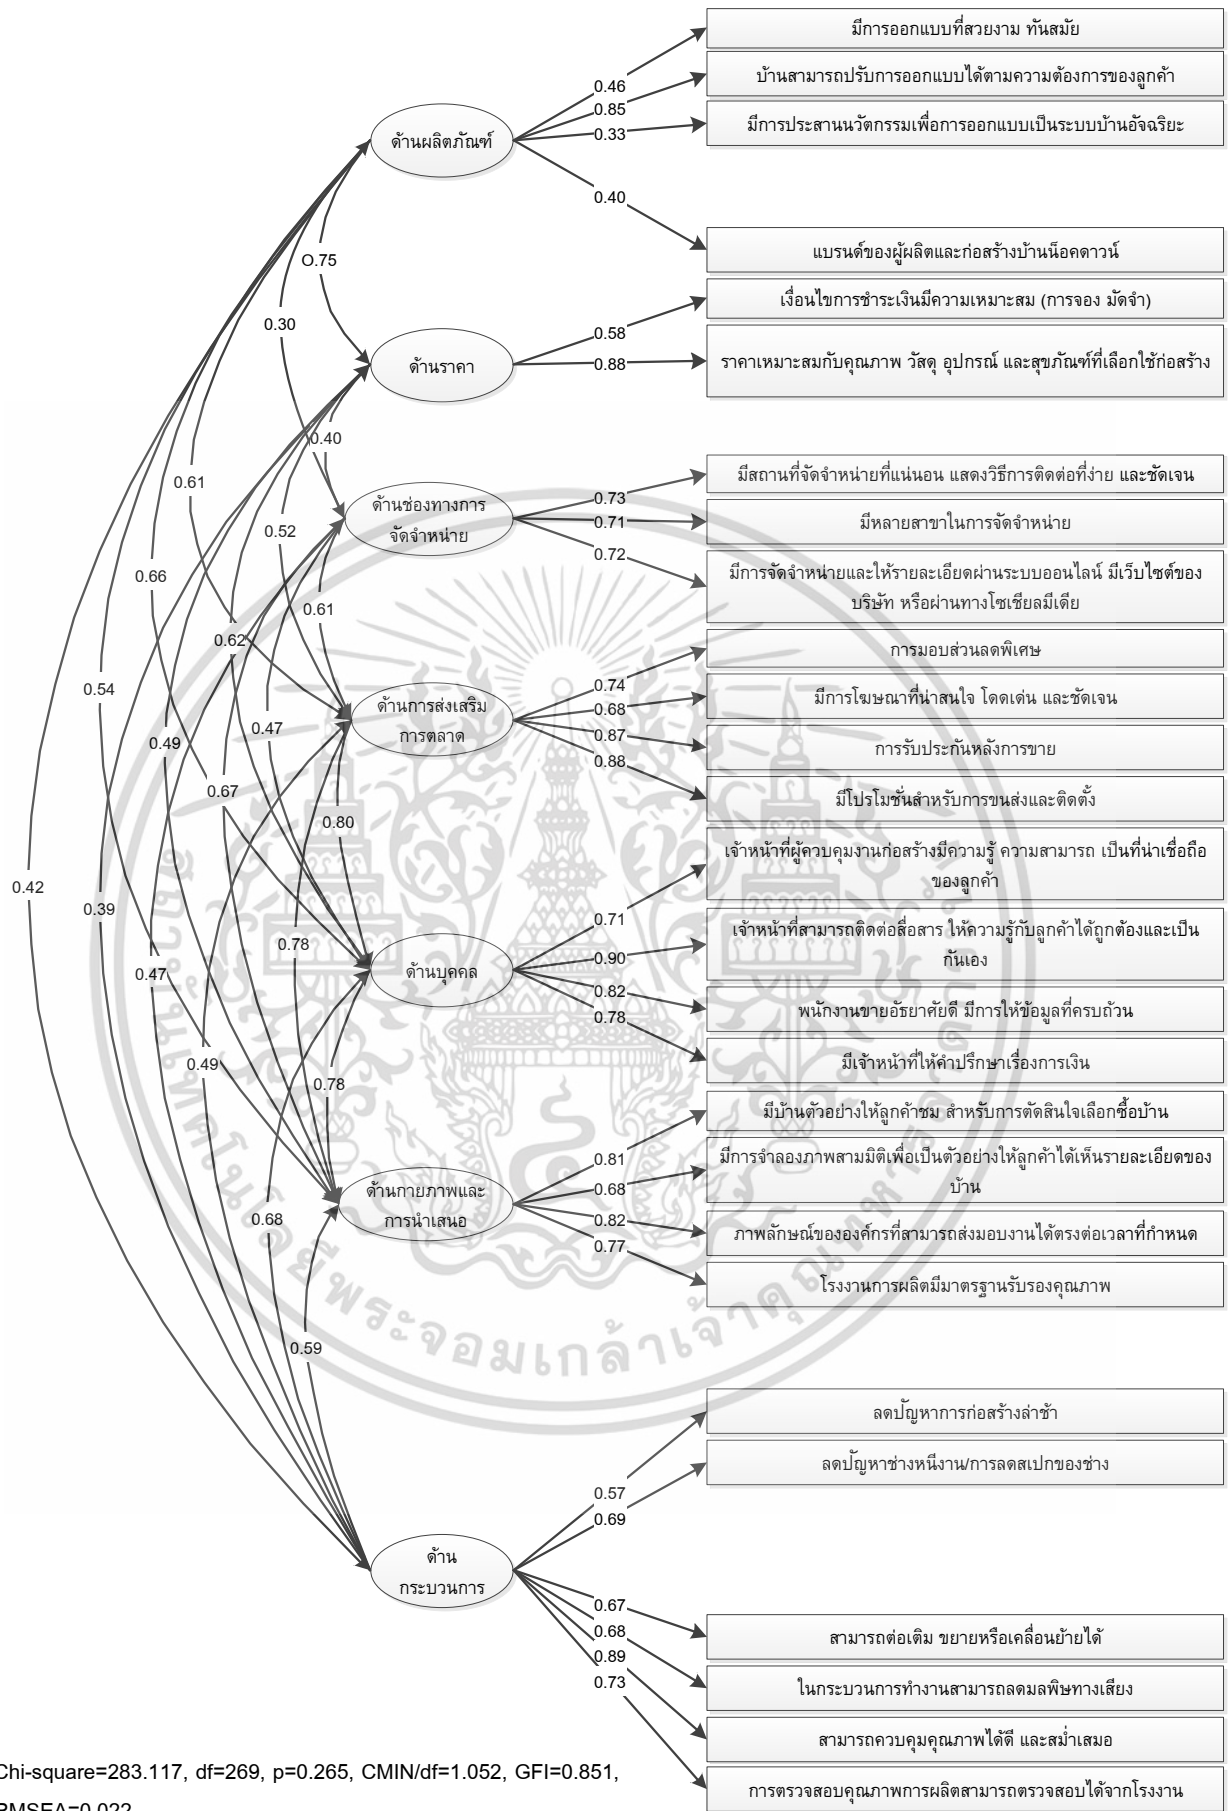 มีการออกแบบที่สวยงาม ทันสมัย
0.46
บ้านสามารถปรับการออกแบบได้ตามความต้องการของลูกค้า
0.85
มีการประสานนวัตกรรมเพื่อการออกแบบเป็นระบบบ้านอัจฉริยะ
0.33
ด้านผลิตภัณฑ์
0.40
แบรนด์ของผู้ผลิตและก่อสร้างบ้านน็อคดาวน์
O.75
เงื่อนไขการชำระเงินมีความเหมาะสม (การจอง มัดจำ)
0.30
0.58
ด้านราคา
0.88
ราคาเหมาะสมกับคุณภาพ วัสดุ อุปกรณ์ และสุขภัณฑ์ที่เลือกใช้ก่อสร้าง
0.40
0.61
มีสถานที่จัดจำหน่ายที่แน่นอน แสดงวิธีการติดต่อที่ง่าย และชัดเจน
0.73
ด้านช่องทางการ
จัดจำหน่าย
0.71
มีหลายสาขาในการจัดจำหน่าย
0.52
0.72
0.66
มีการจัดจำหน่ายและให้รายละเอียดผ่านระบบออนไลน์ มีเว็บไซต์ของ
บริษัท หรือผ่านทางโซเชียลมีเดีย
0.61
0.62
การมอบส่วนลดพิเศษ
0.54
0.74
ด้านการส่งเสริม
การตลาด
0.68
มีการโฆษณาที่น่าสนใจ โดดเด่น และชัดเจน
0.47
0.49
0.87
การรับประกันหลังการขาย
0.88
0.67
มีโปรโมชั่นสำหรับการขนส่งและติดตั้ง
0.80
เจ้าหน้าที่ผู้ควบคุมงานก่อสร้างมีความรู้ ความสามารถ เป็นที่น่าเชื่อถือ
ของลูกค้า
0.42
0.39
0.71
0.78
เจ้าหน้าที่สามารถติดต่อสื่อสาร ให้ความรู้กับลูกค้าได้ถูกต้องและเป็น
กันเอง
0.90
0.47
ด้านบุคคล
0.82
พนักงานขายอัธยาศัยดี มีการให้ข้อมูลที่ครบถ้วน
0.78
0.49
มีเจ้าหน้าที่ให้คำปรึกษาเรื่องการเงิน
0.78
มีบ้านตัวอย่างให้ลูกค้าชม สำหรับการตัดสินใจเลือกซื้อบ้าน
0.81
มีการจำลองภาพสามมิติเพื่อเป็นตัวอย่างให้ลูกค้าได้เห็นรายละเอียดของ
บ้าน
0.68
ด้านกายภาพและ
การนำเสนอ
0.68
0.82
ภาพลักษณ์ขององค์กรที่สามารถส่งมอบงานได้ตรงต่อเวลาที่กำหนด
0.77
โรงงานการผลิตมีมาตรฐานรับรองคุณภาพ
0.59
พระจอมเกล้าเจ้าคุณทหารลาดกระบัง
ลดปัญหาการก่อสร้างล่าช้า
ลดปัญหาช่างหนีงาน/การลดสเปกของช่าง
0.57
0.69
ด้าน
กระบวนการ
0.67
สามารถต่อเติม ขยายหรือเคลื่อนย้ายได้
0.68
0.89
ในกระบวนการทำงานสามารถลดมลพิษทางเสียง
0.73
สามารถควบคุมคุณภาพได้ดี และสม่ำเสมอ
การตรวจสอบคุณภาพการผลิตสามารถตรวจสอบได้จากโรงงาน
Chi-square=283.117, df=269, p=0.265, CMIN/df=1.052, GFI=0.851,
RMSEA=0.022